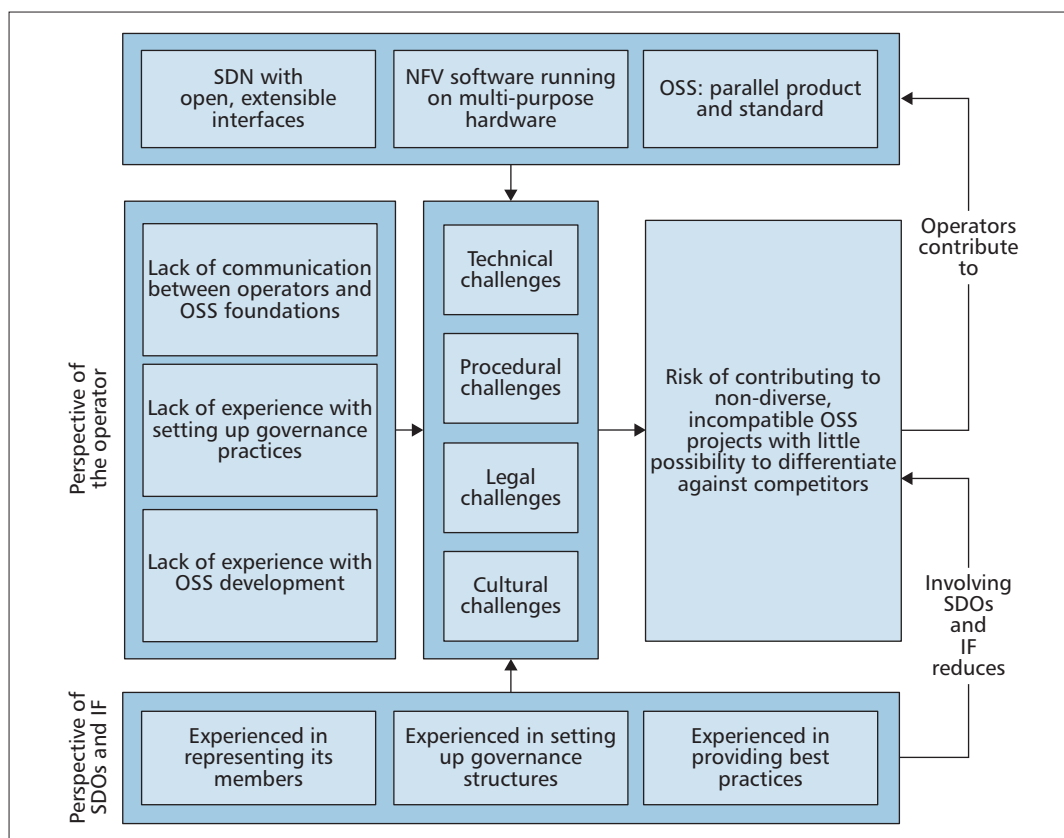 SDN with
open, extensible
interfaces
NFV software running
on multi-purpose
hardware
OSS: parallel product
and standard
Perspective of
the operator
Lack of communication
between operators and
OSS foundations
Lack of experience with
setting up governance
practices
Lack of experience with
OSS development
Technical
challenges
Procedural
challenges
Legal
challenges
Cultural
challenges
Risk of contributing to
non-diverse,
incompatible OSS
projects with little
possibility to differentiate
against competitors
Operators
contribute
to
Involving
SDOs
and
IF
reduces
Perspective of
SDOs and IF
Experienced in
representing its
members
Experienced in setting
up governance
structures
Experienced in
providing best
practices